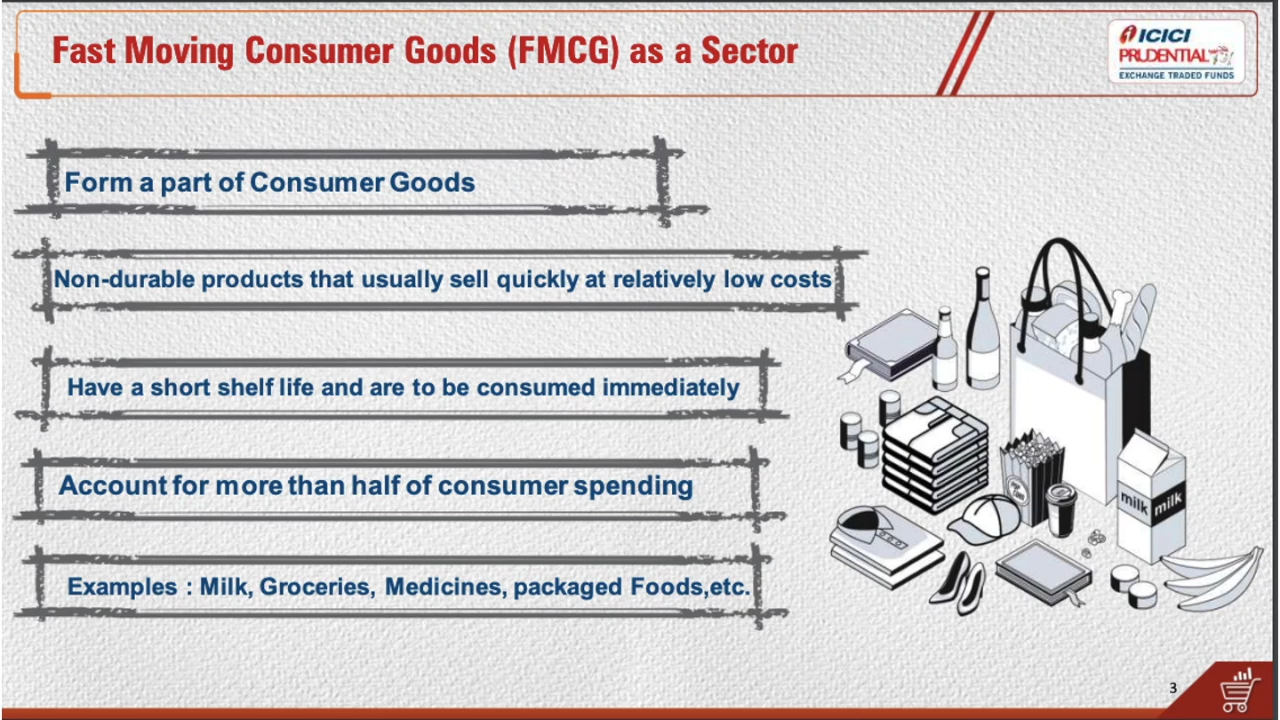 Fast Moving Consumer Goods (FMCG) as a Sector
ICICI
PRUDENTIAL
EXCHANGE TRADED FUNDS
Form a part of Consumer Goods
Non-durable products that usually sell quickly at relatively low costs
Have a short shelf life and are to be consumed immediately
Account for more than half of consumer spending
Examples : Milk, Groceries, Medicines, packaged Foods,etc.
POP
CORN
milk milk
3